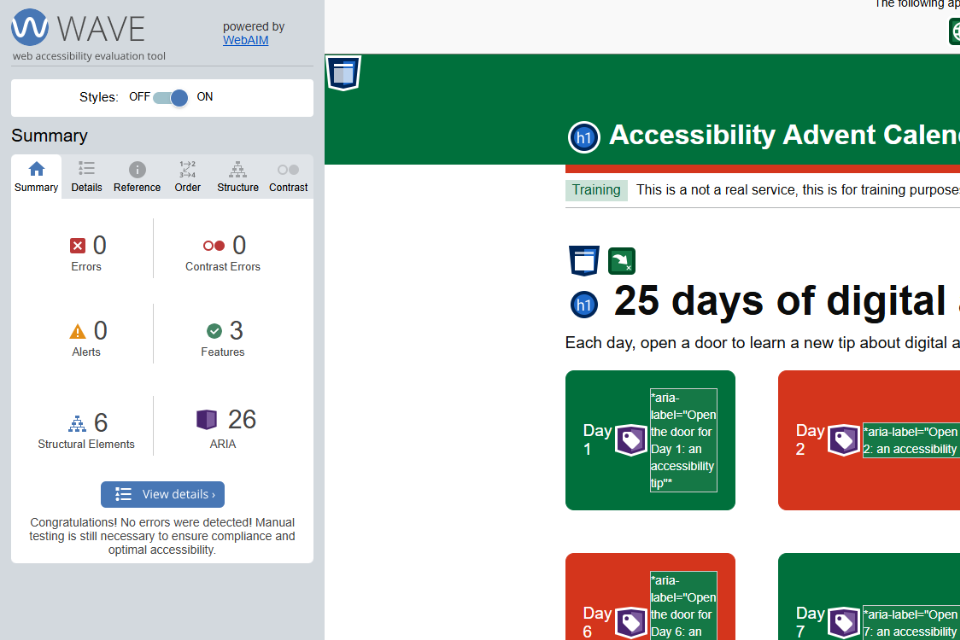 WAVE
web accessibility evaluation tool
powered by
WebAIM
Styles: OFF ON
Summary
Summary Details Reference Order Structure Contrast
0
Errors
0
Contrast Errors
0
Alerts
3
Features
6
Structural Elements
26
ARIA
View details ›
Congratulations! No errors were detected! Manual
testing is still necessary to ensure compliance and
optimal accessibility.
The following
h1 Accessibility Advent
Training This is a not a real service, this is for training purposes
h1 25 days of digital
Each day, open a door to learn a new tip about digital
Day
1
*aria-
label="Open
the door for
Day 1: an
accessibility
tip"*
Day
2
*aria-label="Open
2: an accessibility
Day
6
*aria-
label="Open
the door for
Day 6: an
Day
7
*aria-label="Open
7: an accessibility